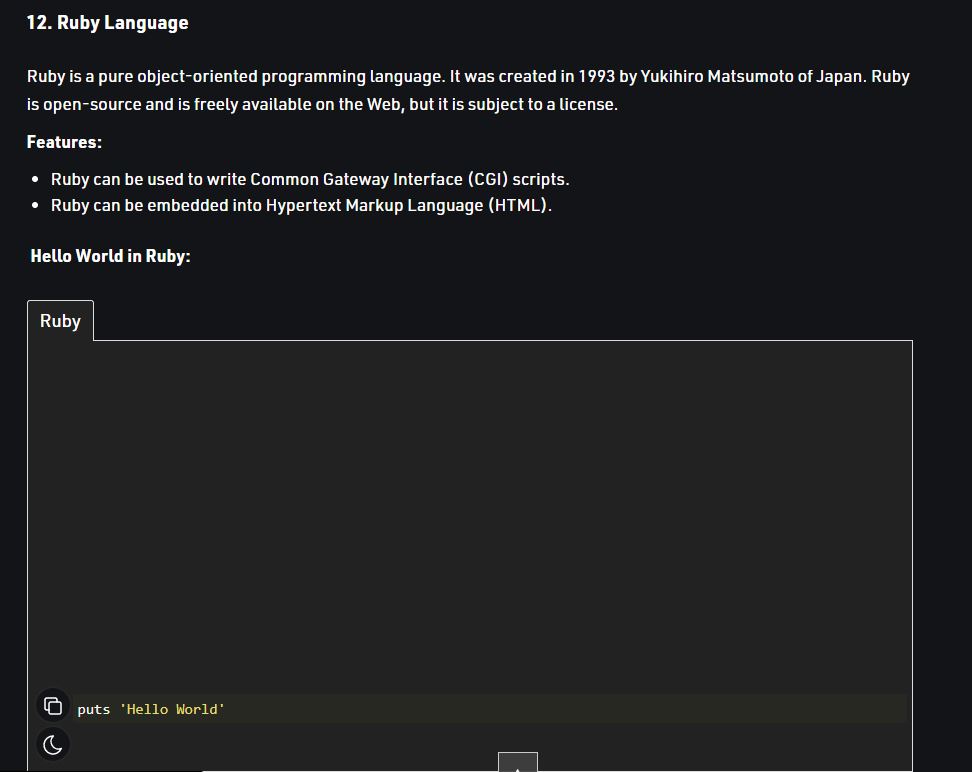 12. Ruby Language
Ruby is a pure object-oriented programming language. It was created in 1993 by Yukihiro Matsumoto of Japan. Ruby
is open-source and is freely available on the Web, but it is subject to a license.
Features:
• Ruby can be used to write Common Gateway Interface (CGI) scripts.
• Ruby can be embedded into Hypertext Markup Language (HTML).
Hello World in Ruby:
Ruby
puts 'Hello World'